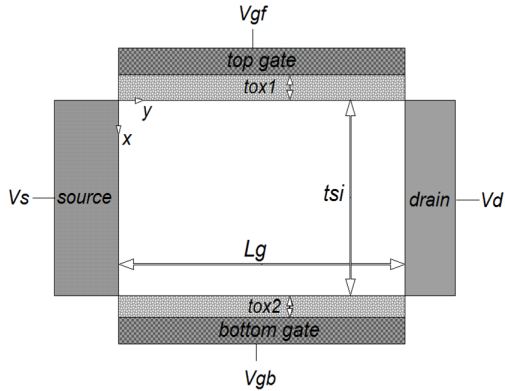 Vgf
top gate
tox1
y
x
Vs
source
tsi
drain
Vd
Lg
tox2
bottom gate
Vgb